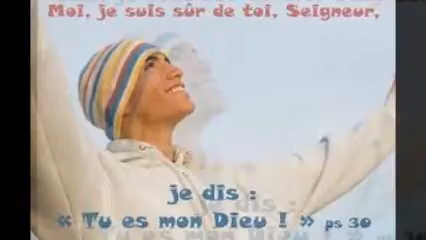 Moi, je suis sûr de toi, Seigneur,
je dis :
« Tu es mon Dieu ! » ps 30